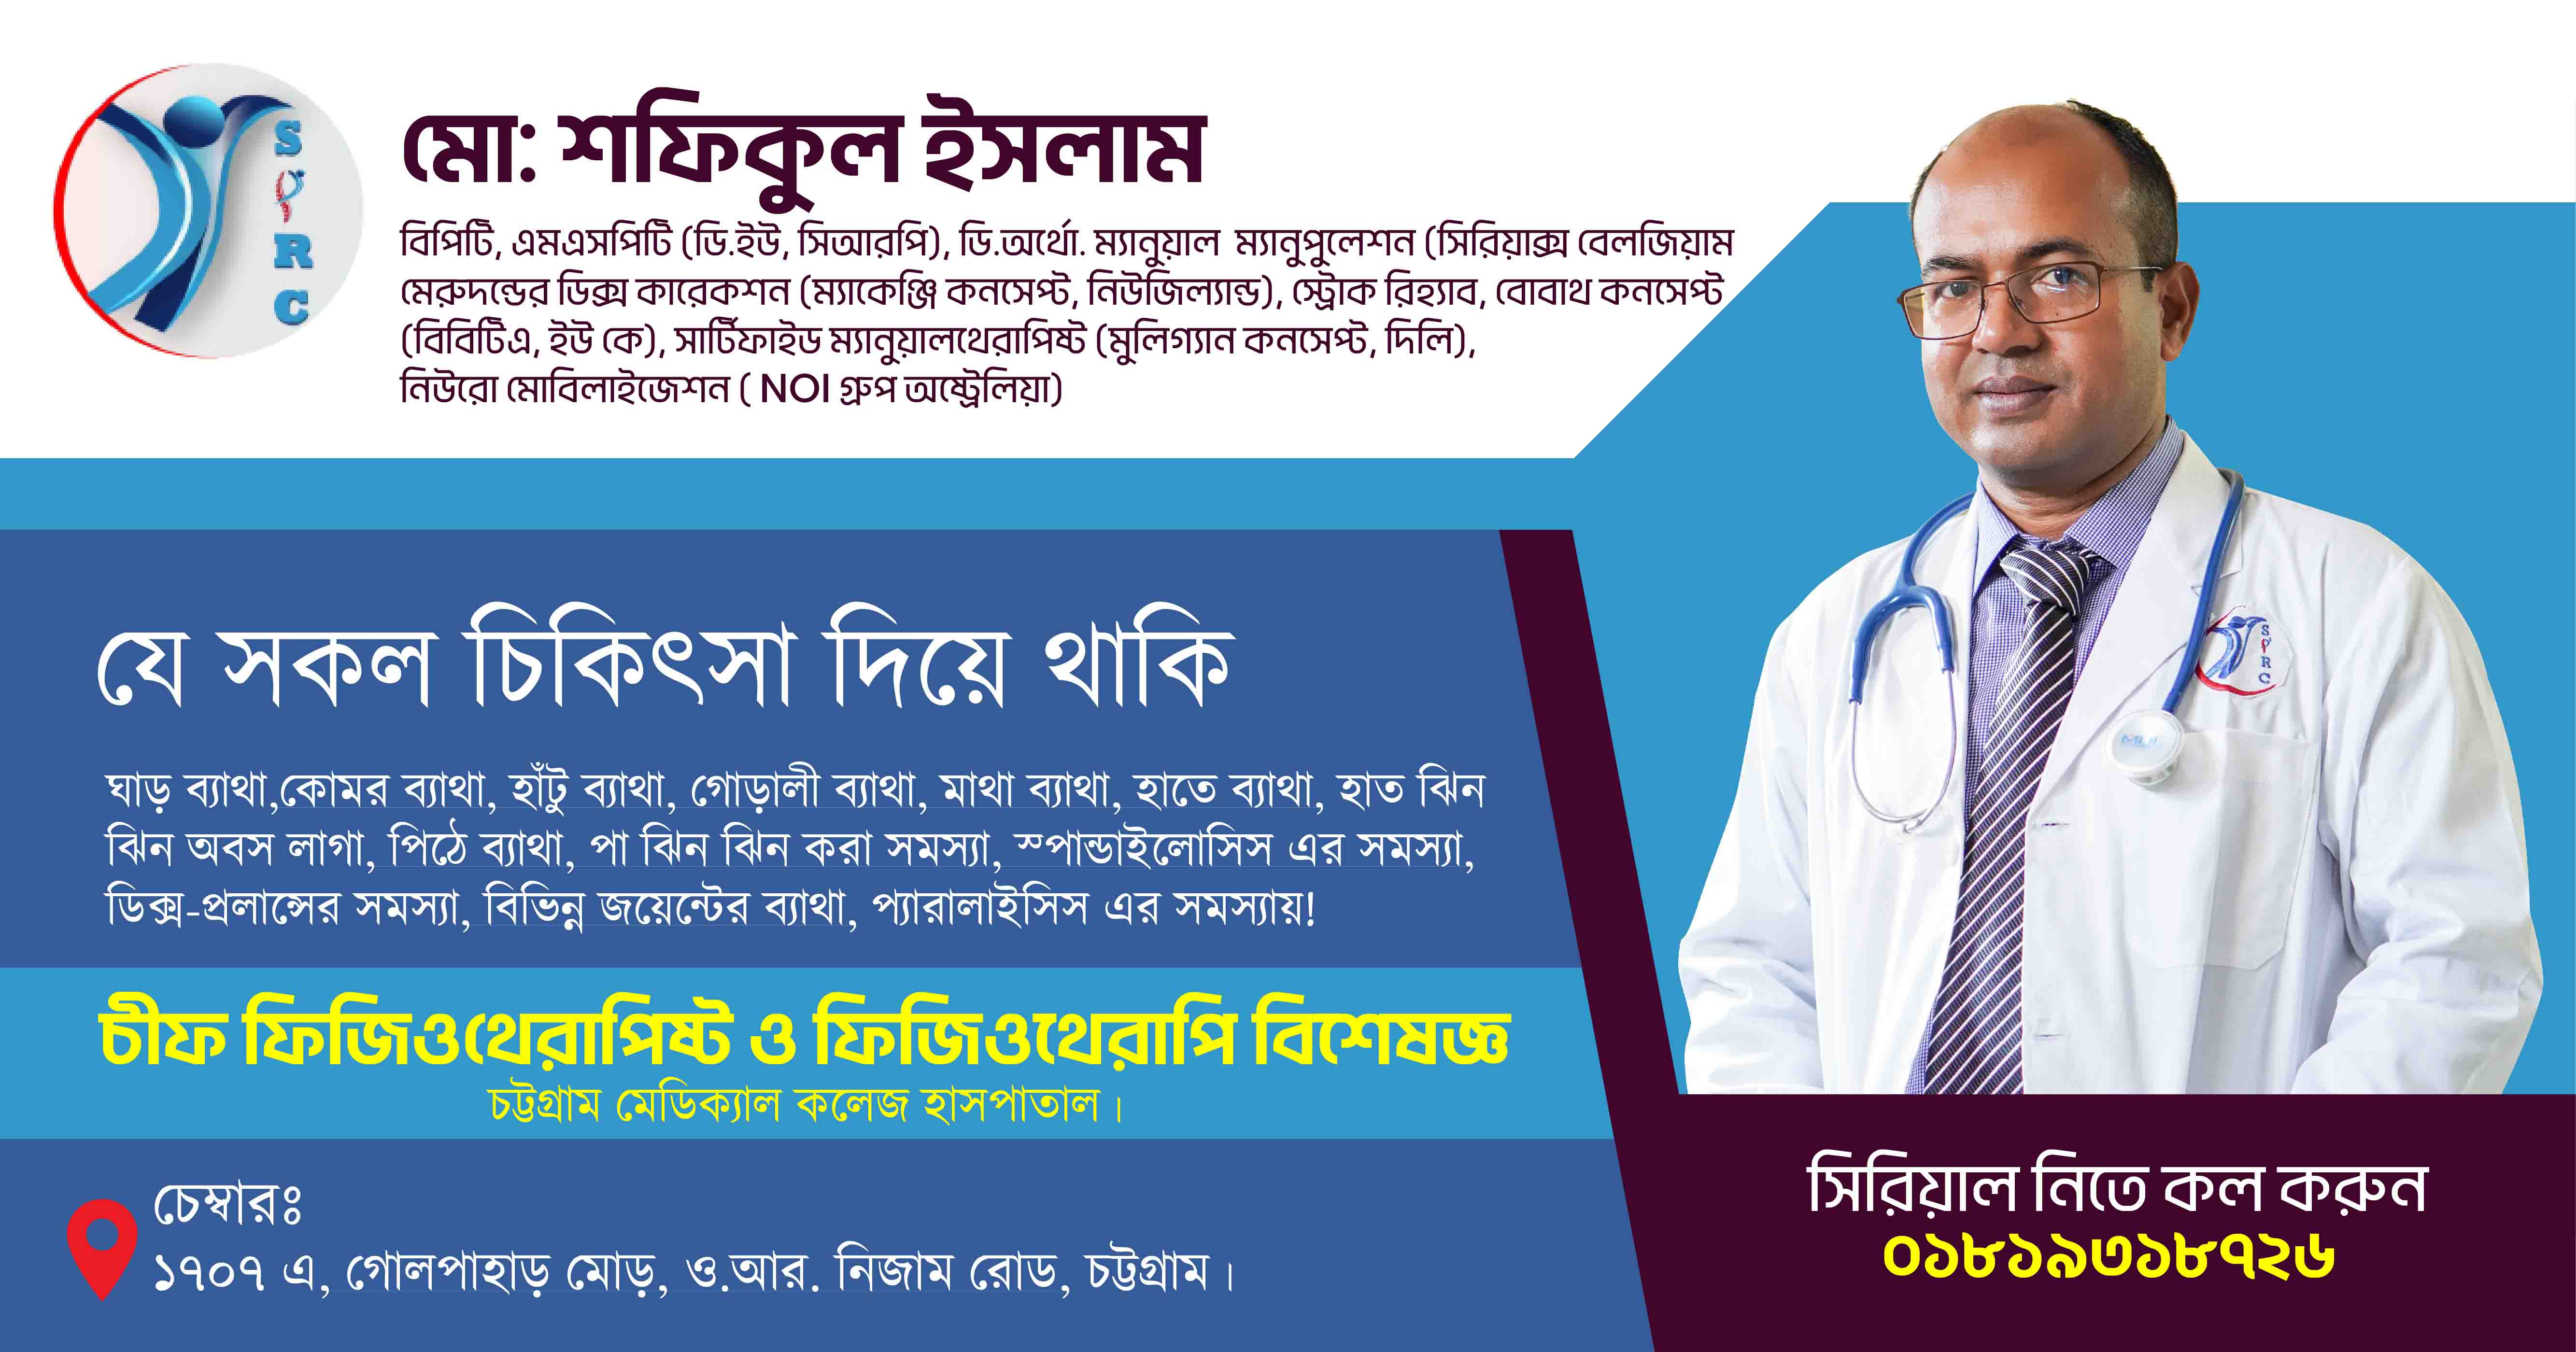 S
P
R
C
মো: শফিকুল ইসলাম
বিপিটি, এমএসপিটি (ডি.ইউ, সিআরপি), ডি.অর্থো. ম্যানুয়াল ম্যানুপুলেশন (সিরিয়াক্স বেলজিয়াম
মেরুদন্ডের ডিক্স কারেকশন (ম্যাকেঞ্জি কনসেপ্ট, নিউজিল্যান্ড), স্ট্রোক রিহ্যাব, বোবাথ কনসেপ্ট
(বিবিটিএ, ইউ কে), সার্টিফাইড ম্যানুয়ালথেরাপিষ্ট (মুলিগ্যান কনসেপ্ট, দিলি),
নিউরো মোবিলাইজেশন ( NOI গ্রুপ অষ্ট্রেলিয়া)
যে সকল চিকিৎসা দিয়ে থাকি
ঘাড় ব্যাথা,কোমর ব্যাথা, হাঁটু ব্যাথা, গোড়ালী ব্যাথা, মাথা ব্যাথা, হাতে ব্যাথা, হাত ঝিন
ঝিন অবস লাগা, পিঠে ব্যাথা, পা ঝিন ঝিন করা সমস্যা, স্পান্ডাইলোসিস এর সমস্যা,
ডিক্স-প্রলান্সের সমস্যা, বিভিন্ন জয়েন্টের ব্যাথা, প্যারালাইসিস এর সমস্যায়!
চীফ ফিজিওথেরাপিষ্ট ও ফিজিওথেরাপি বিশেষজ্ঞ
চট্টগ্রাম মেডিক্যাল কলেজ হাসপাতাল।
চেম্বারঃ
১৭০৭ এ, গোলপাহাড় মোড়, ও.আর. নিজাম রোড, চট্টগ্রাম।
S
P
R
C
সিরিয়াল নিতে কল করুন
০১৮১৯৩১৮৭২৬